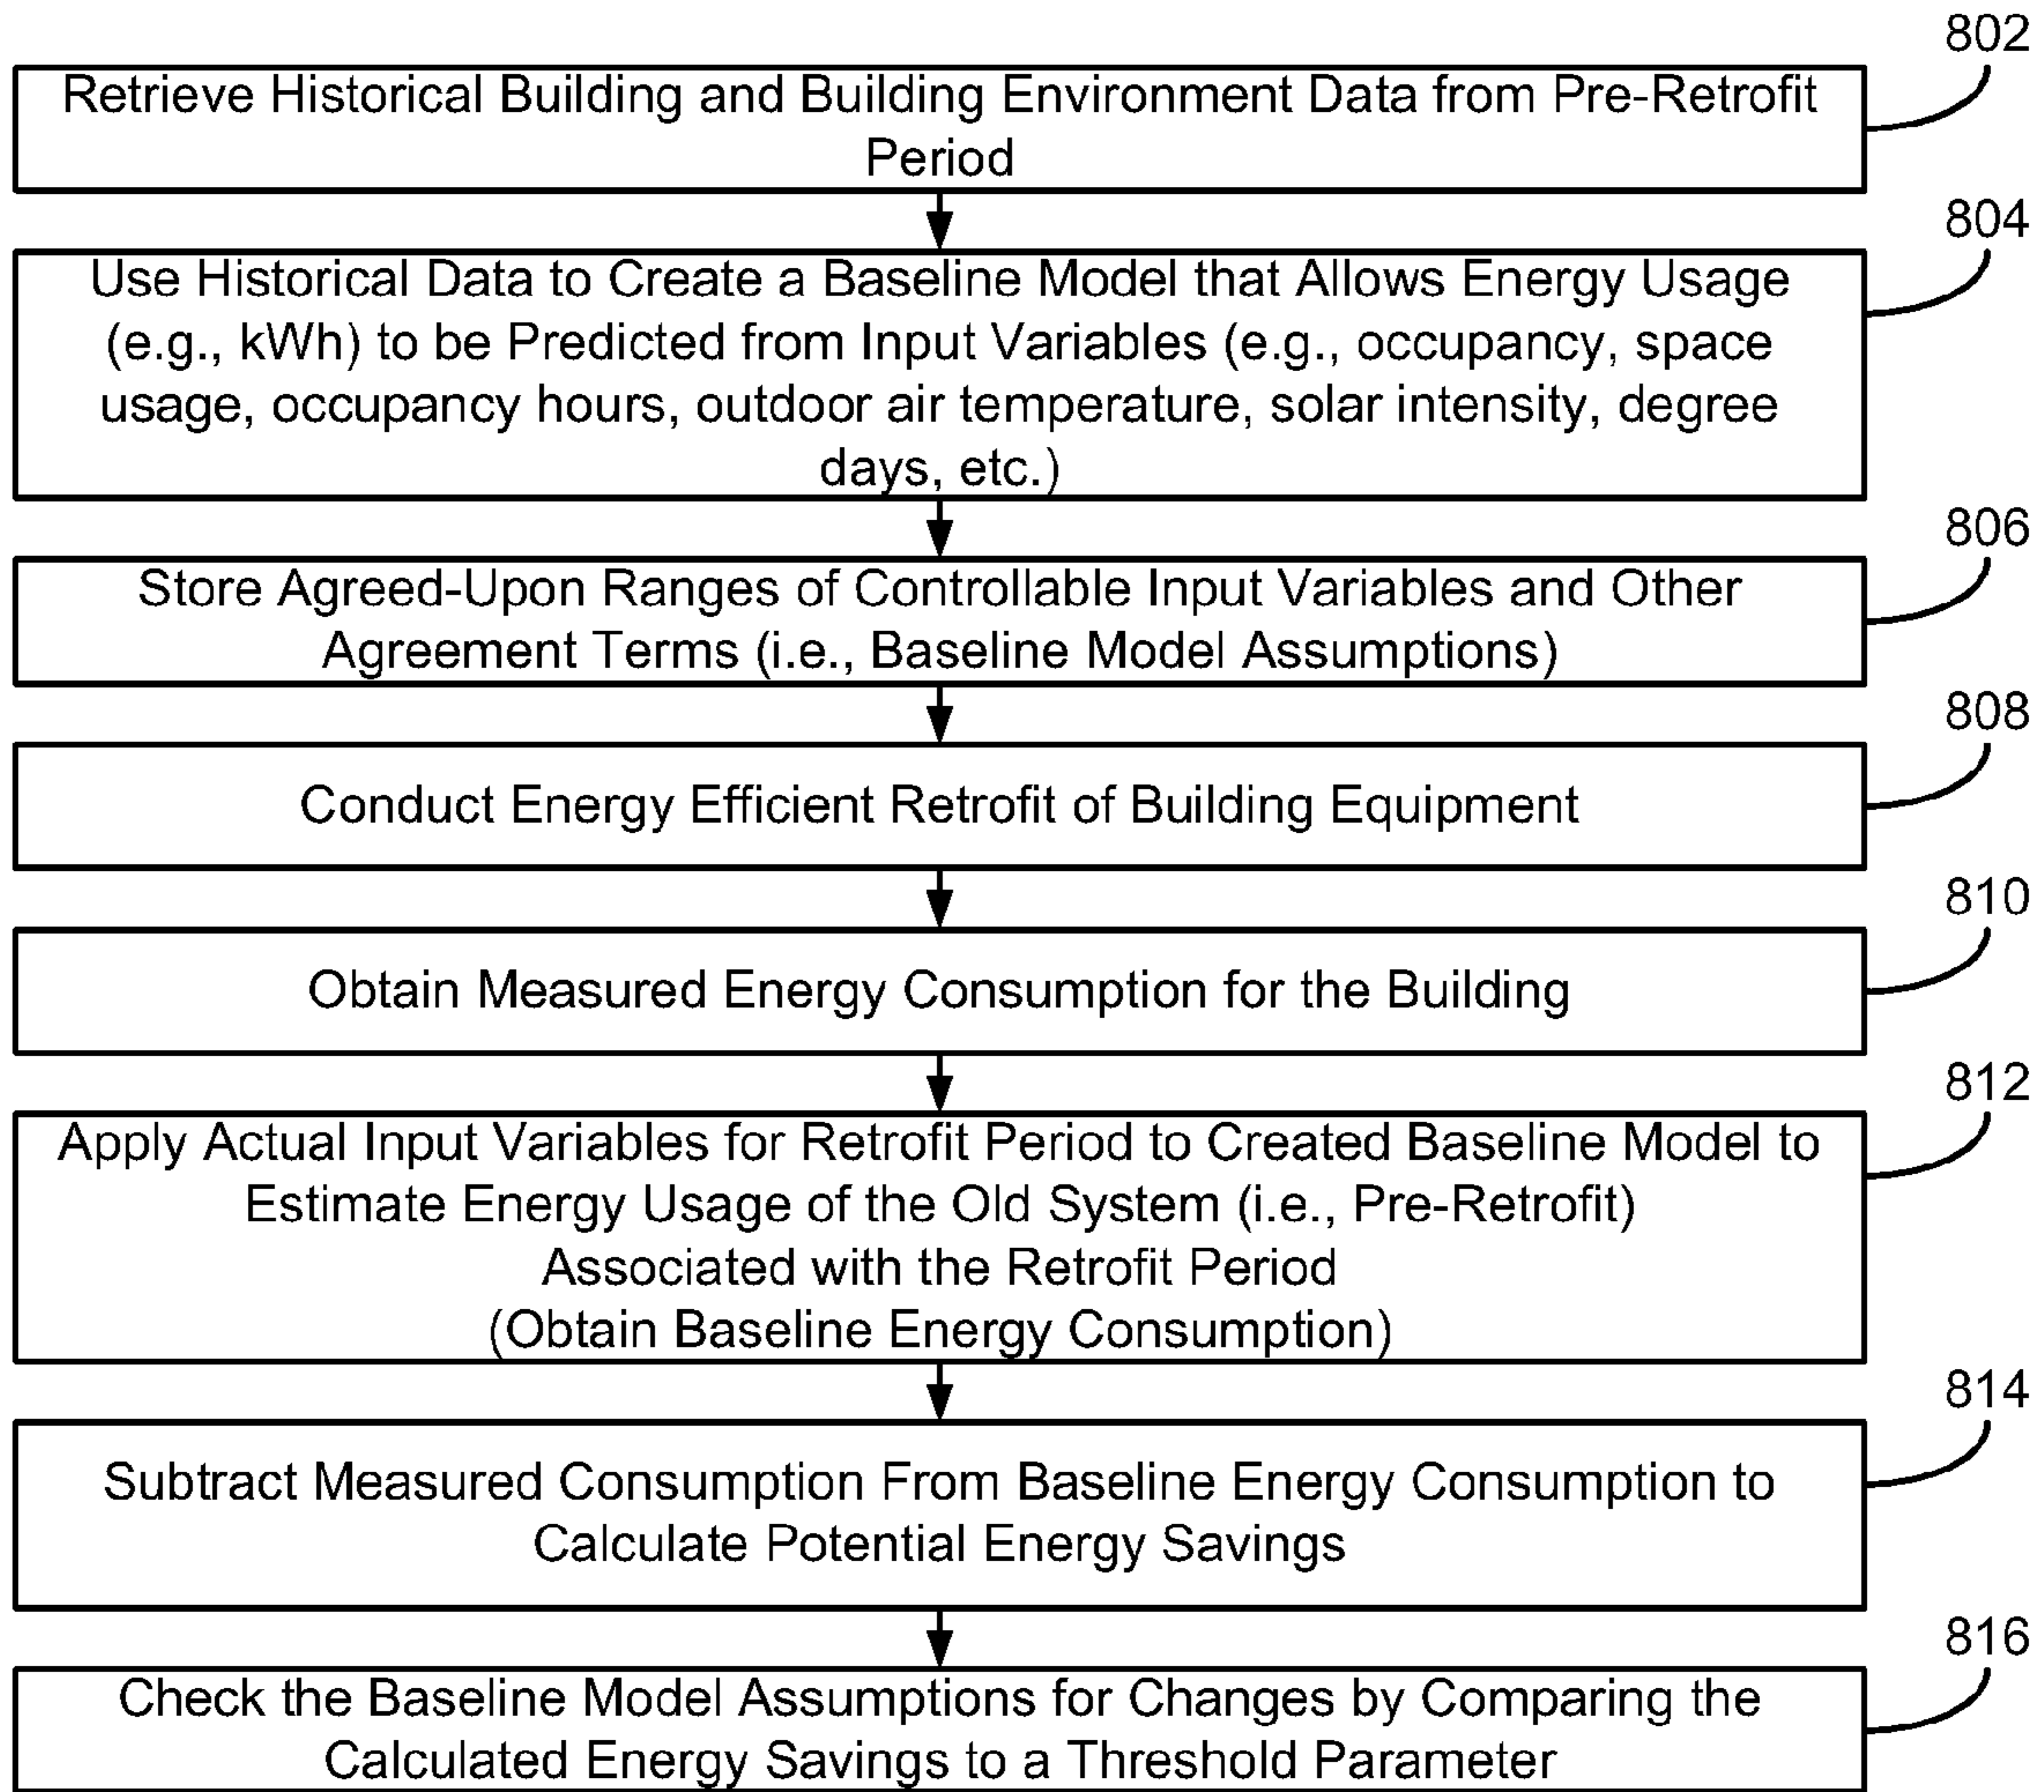 802
Retrieve Historical Building and Building Environment Data from Pre-Retrofit
Period
804
Use Historical Data to Create a Baseline Model that Allows Energy Usage
(e.g., kWh) to be Predicted from Input Variables (e.g., occupancy, space
usage, occupancy hours, outdoor air temperature, solar intensity, degree
days, etc.)
806
Store Agreed-Upon Ranges of Controllable Input Variables and Other
Agreement Terms (i.e., Baseline Model Assumptions)
808
Conduct Energy Efficient Retrofit of Building Equipment
810
Obtain Measured Energy Consumption for the Building
812
Apply Actual Input Variables for Retrofit Period to Created Baseline Model to
Estimate Energy Usage of the Old System (i.e., Pre-Retrofit)
Associated with the Retrofit Period
(Obtain Baseline Energy Consumption)
814
Subtract Measured Consumption From Baseline Energy Consumption to
Calculate Potential Energy Savings
816
Check the Baseline Model Assumptions for Changes by Comparing the
Calculated Energy Savings to a Threshold Parameter